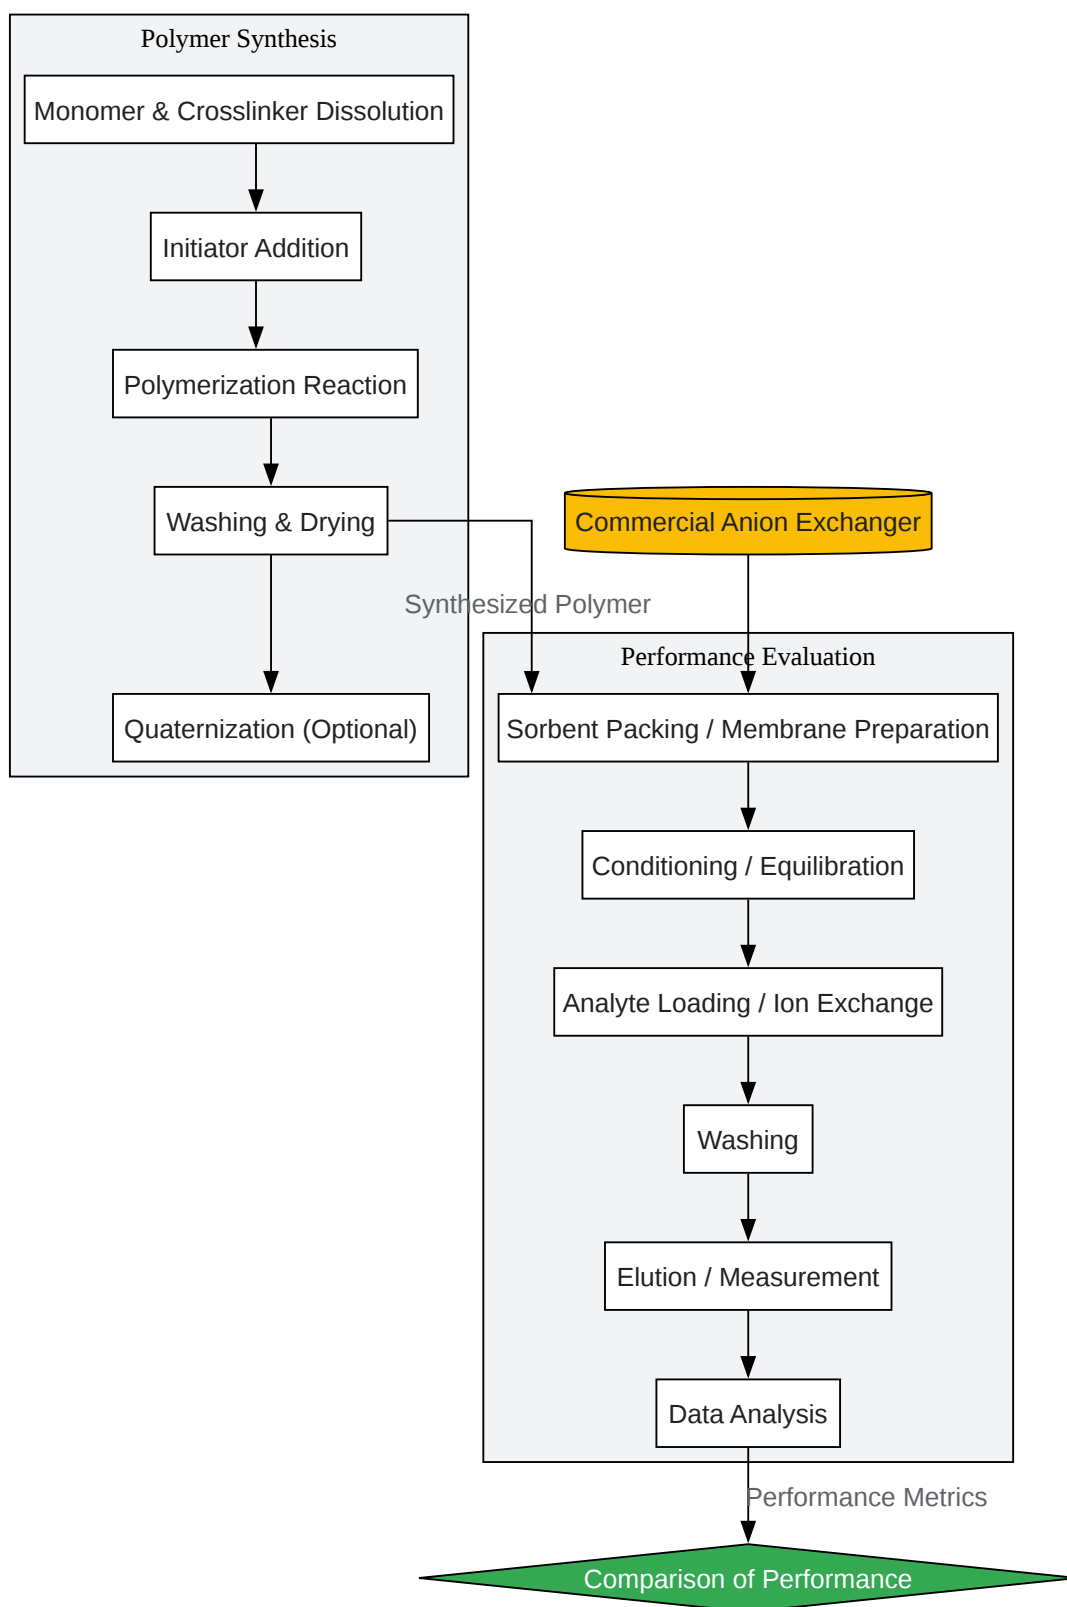 Polymer Synthesis
Monomer & Crosslinker Dissolution
Initiator Addition
Polymerization Reaction
Washing & Drying
Commercial Anion Exchanger
Synthesized Polymer
Quaternization (Optional)
Performance Evaluation
Sorbent Packing / Membrane Preparation
Conditioning / Equilibration
Analyte Loading / Ion Exchange
Washing
Elution / Measurement
Data Analysis
Performance Metrics
Comparison of Performance